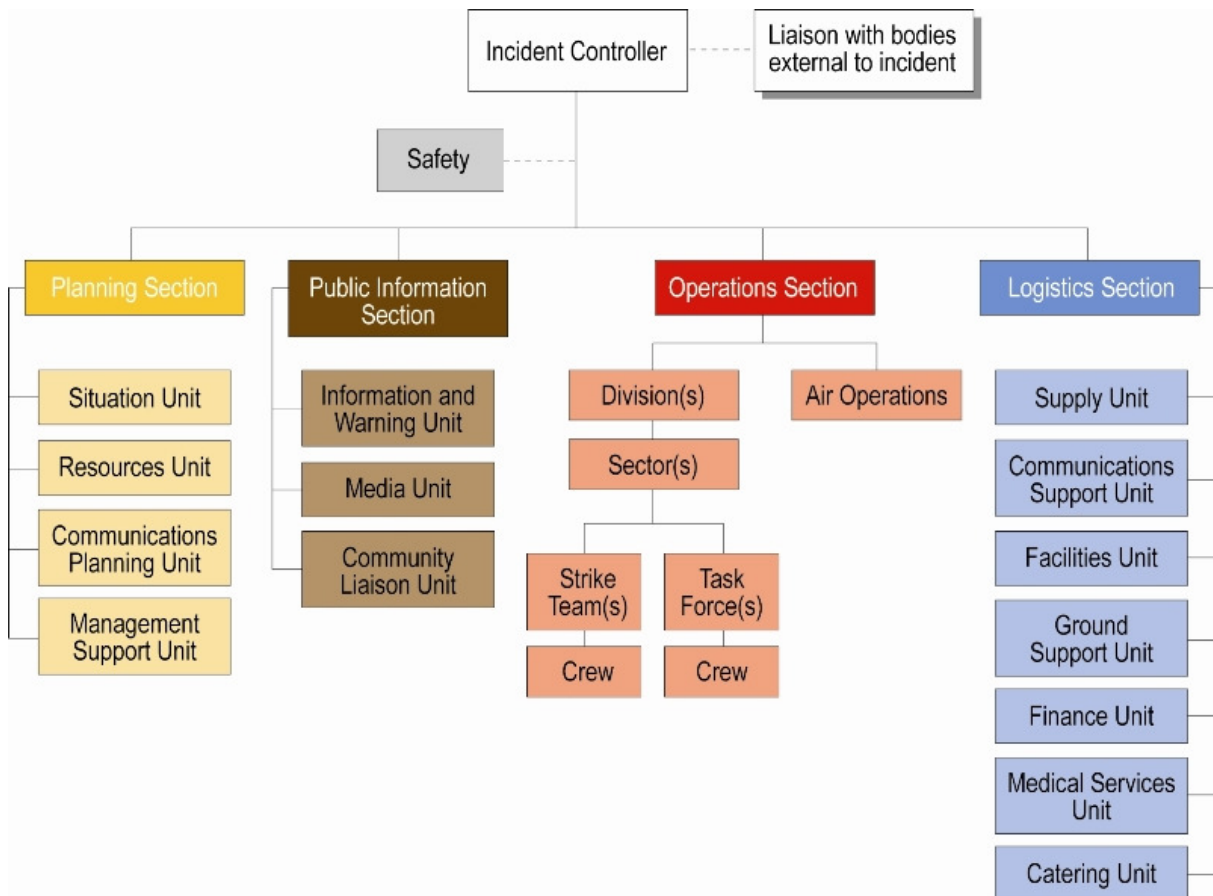 Incident Controller
Liaison with bodies
external to incident
Safety
Planning Section
Public Information
Section
Operations Section
Logistics Section
Situation Unit
Resources Unit
Communications
Planning Unit
Management
Support Unit
Information and
Warning Unit
Media Unit
Community
Liaison Unit
Division(s)
Air Operations
Sector(s)
Strike
Team(s)
Task
Force(s)
Crew
Crew
Supply Unit
Communications
Support Unit
Facilities Unit
Ground
Support Unit
Finance Unit
Medical Services
Unit
Catering Unit